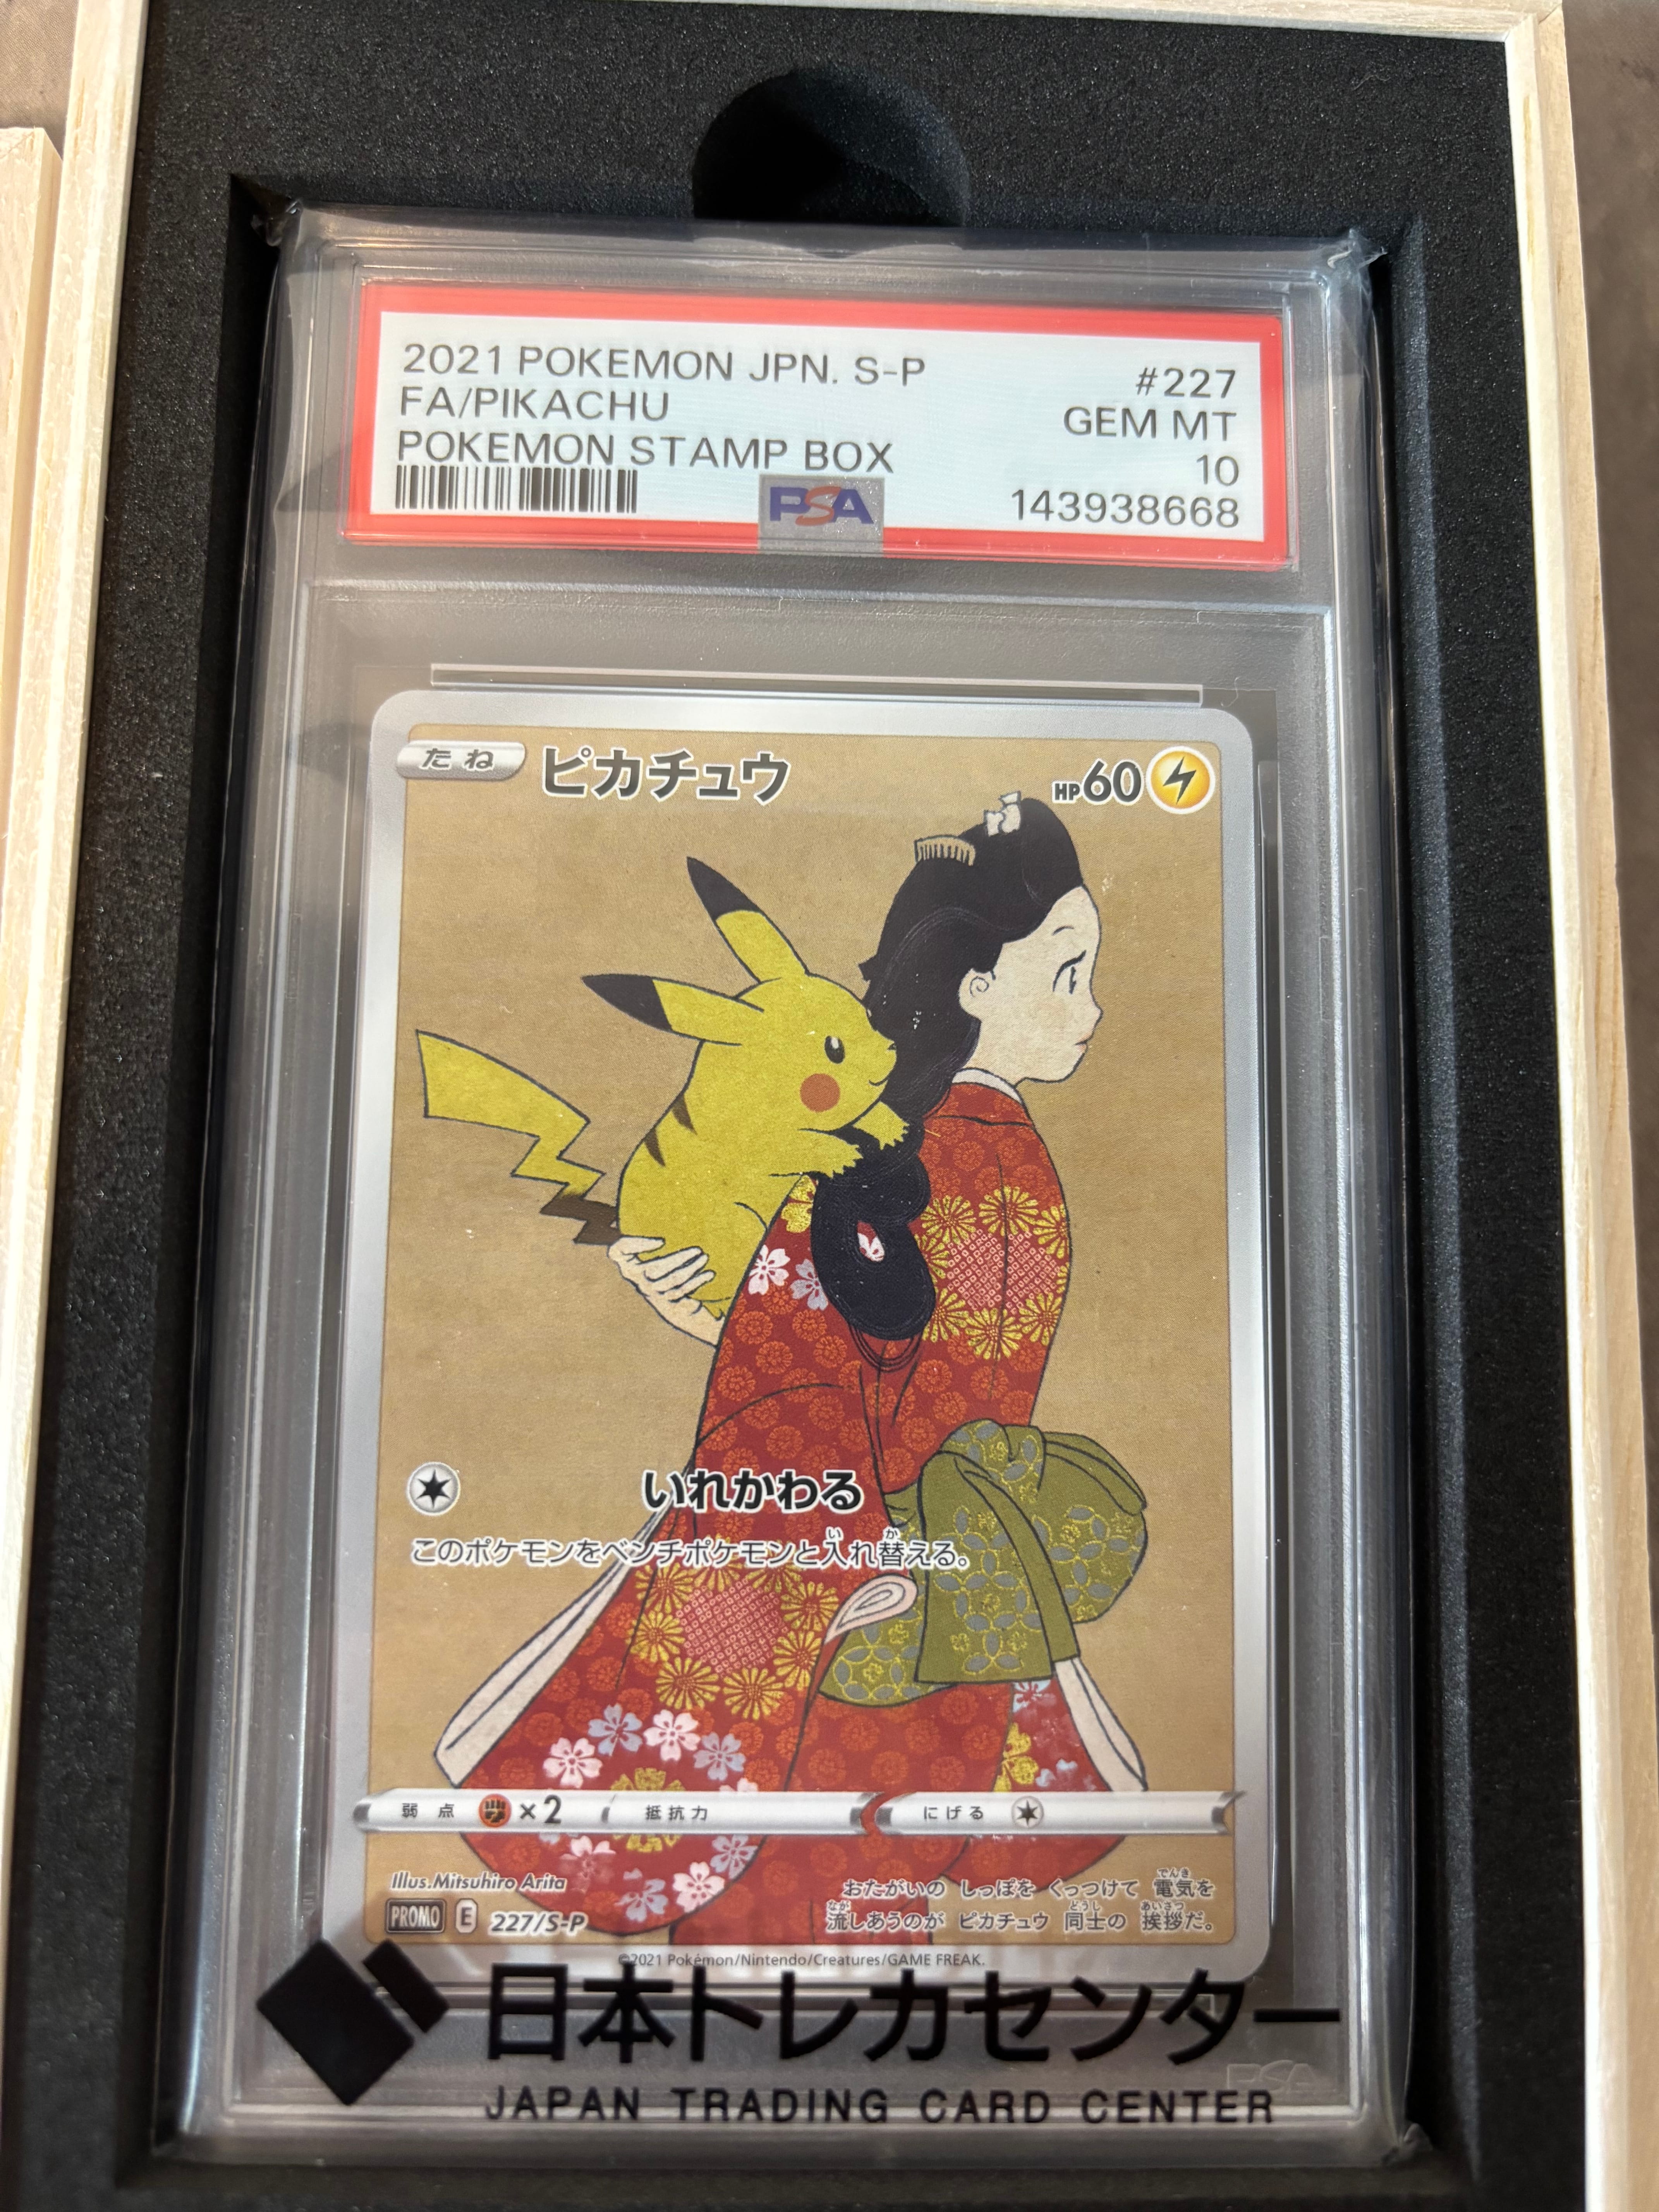 2021 POKEMON JPN. S-P #227
FA/PIKACHU GEM MT
POKEMON STAMP BOX 10
PSA 143938668
たね ピカチュウ HP60
いれかわる
このポケモンをベンチポケモンと入れ替える。
弱点 ×2 抵抗力 にげる
Illus.Mitsuhiro Arita
PROMO E 227/S-P
おたがいの しっぽを くっつけて 電気を
流しあうのが ピカチュウ 同士の 挨拶だ。
©2021 Pokémon/Nintendo/Creatures/GAME FREAK.
日本トレカセンター
JAPAN TRADING CARD CENTER
PSA